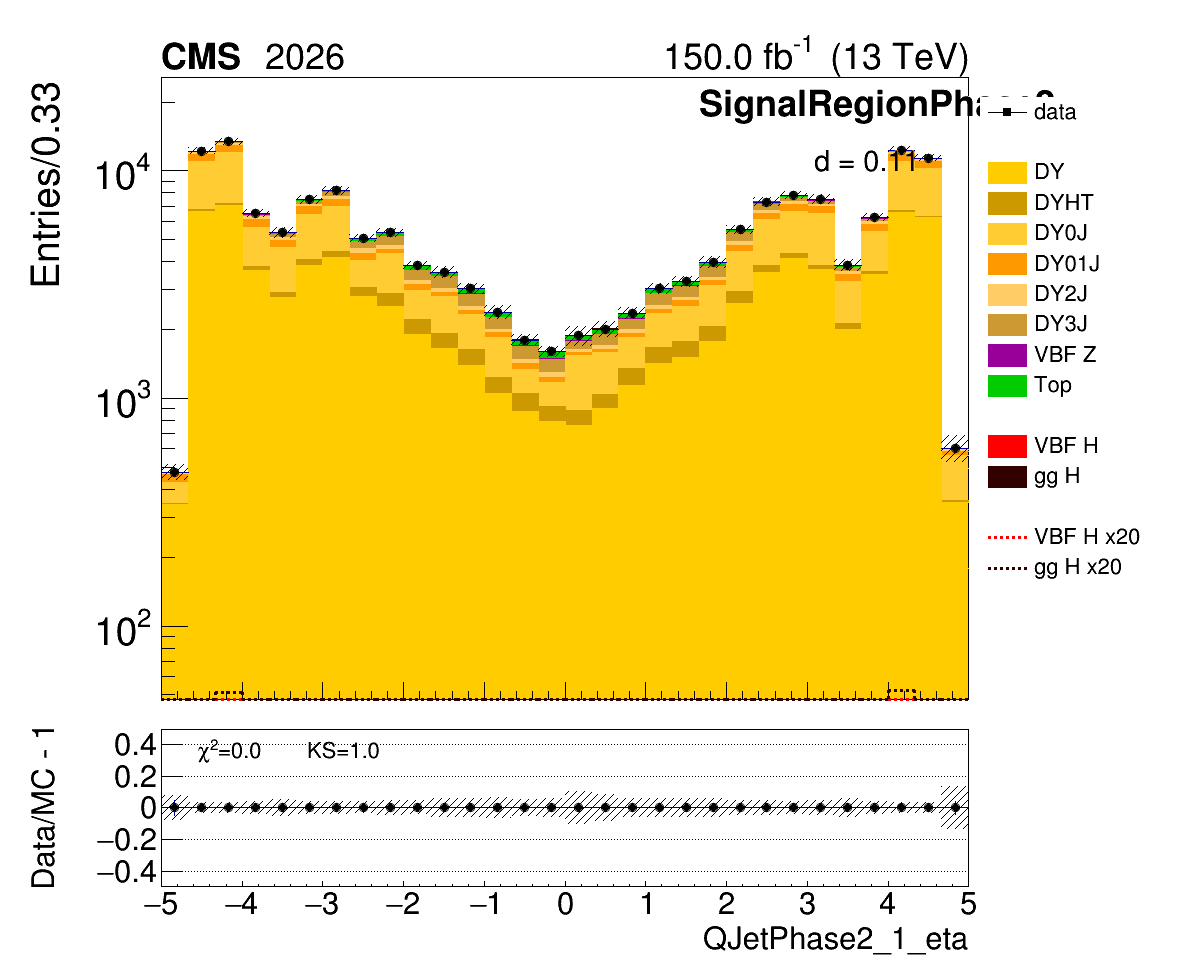 CMS 2026 150.0 fb-1 (13 TeV)
Entries/0.33
SignalRegionPhase2
d = 0.11
10^4
10^3
10^2
data
DY
DYHT
DY0J
DY01J
DY2J
DY3J
VBF Z
Top
VBF H
gg H
VBF H x20
gg H x20
Data/MC - 1
χ2=0.0 KS=1.0
0.4
0.2
0
−0.2
−0.4
−5 −4 −3 −2 −1 0 1 2 3 4 5
QJetPhase2_1_eta